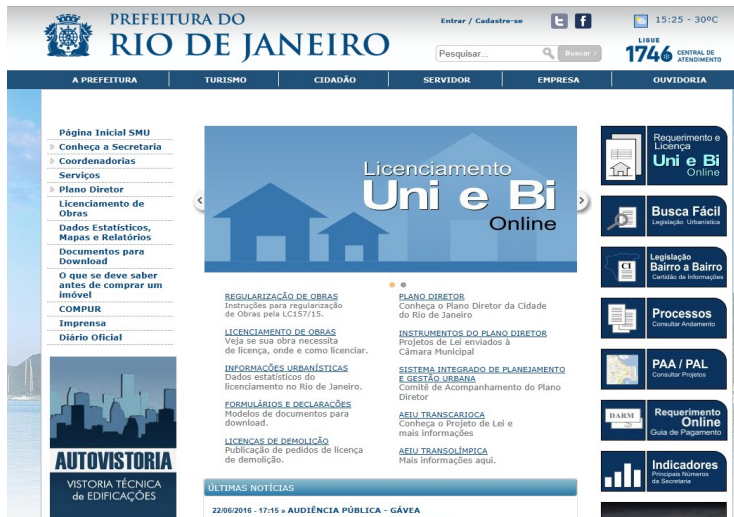 PREFEITURA DO
RIO DE JANEIRO
Entrar / Cadastre-se
15:25 - 30ºC
Pesquisar...
Buscar >
LIGUE
1746 CENTRAL DE
ATENDIMENTO
A PREFEITURA
TURISMO
CIDADÃO
SERVIDOR
EMPRESA
OUVIDORIA
Página Inicial SMU
Conheça a Secretaria
Coordenadorias
Serviços
Plano Diretor
Licenciamento de
Obras
Dados Estatísticos,
Mapas e Relatórios
Documentos para
Download
O que se deve saber
antes de comprar um
imóvel
COMPUR
Imprensa
Diário Oficial
AUTOVISTORIA
VISTORIA TÉCNICA
de EDIFICAÇÕES
Licenciamento
Uni e Bi
Online
REGULARIZAÇÃO DE OBRAS
Instruções para regularização
de Obras pela LC157/15.
LICENCIAMENTO DE OBRAS
Veja se sua obra necessita
de licença, onde e como licenciar.
INFORMAÇÕES URBANÍSTICAS
Dados estatísticos do
licenciamento no Rio de Janeiro.
FORMULÁRIOS E DECLARAÇÕES
Modelos de documentos para
download.
LICENÇAS DE DEMOLIÇÃO
Publicação de pedidos de licença
de demolição.
PLANO DIRETOR
Conheça o Plano Diretor da Cidade
do Rio de Janeiro
INSTRUMENTOS DO PLANO DIRETOR
Projetos de Lei enviados à
Câmara Municipal
SISTEMA INTEGRADO DE PLANEJAMENTO
E GESTÃO URBANA
Comitê de Acompanhamento do Plano
Diretor
AEIU TRANSCARIOCA
Conheça o Projeto de Lei e
mais informações
AEIU TRANSOLÍMPICA
Mais informações aqui.
ÚLTIMAS NOTÍCIAS
22/06/2016 - 17:15 » AUDIÊNCIA PÚBLICA - GÁVEA
Requerimento e
Licença
Uni e Bi
Online
Busca Fácil
Legislação Urbanística
Legislação
Bairro a Bairro
Certidão de Informações
CI
Processos
Consultar Andamento
PAA / PAL
Consultar Projetos
DARM
Requerimento
Online
Guia de Pagamento
Indicadores
Principais Números
da Secretaria